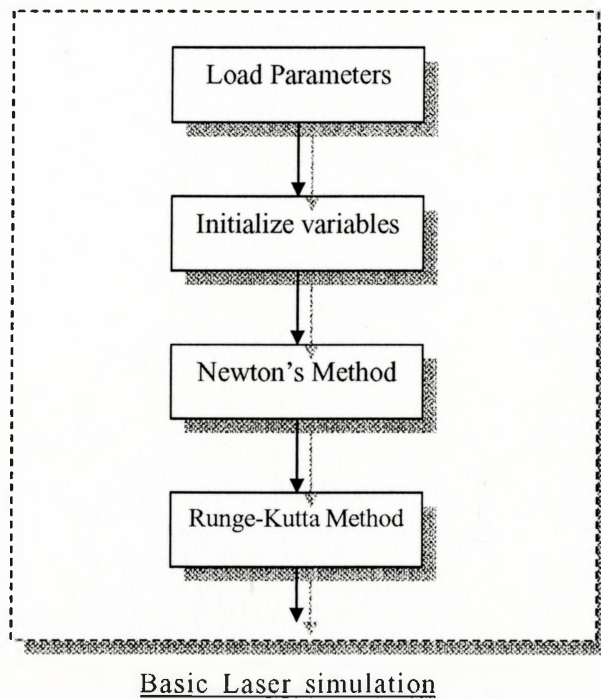 Load Parameters
Initialize variables
Newton's Method
Runge-Kutta Method
Basic Laser simulation